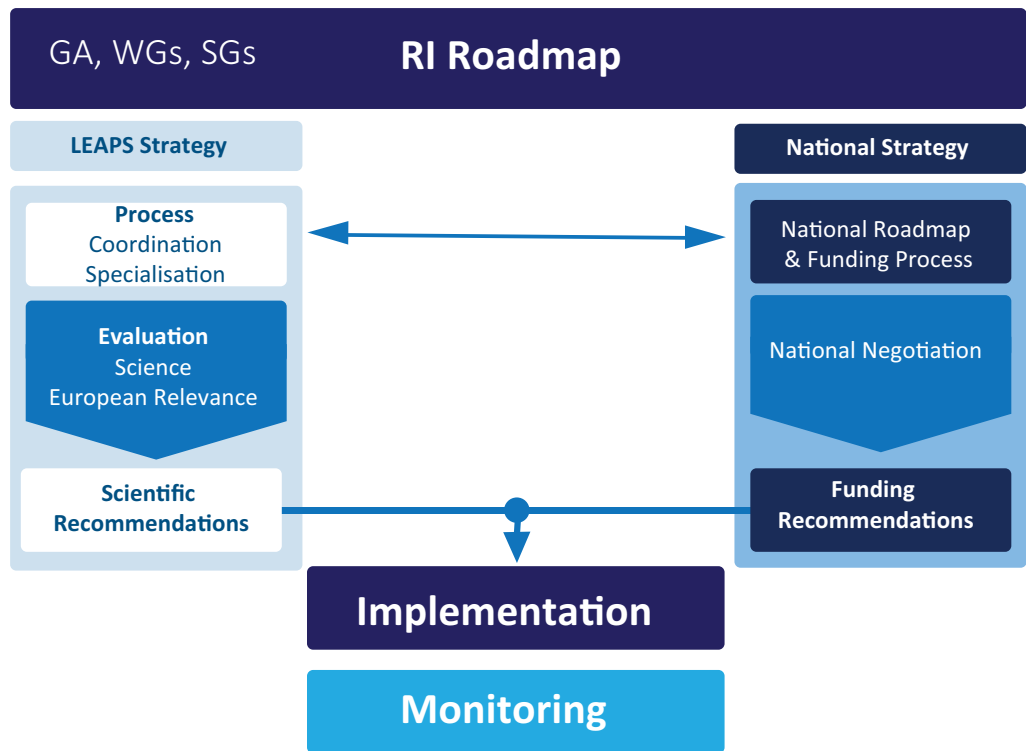 GA, WGs, SGs RI Roadmap
LEAPS Strategy
Process
Coordination
Specialisation
Evaluation
Science
European Relevance
Scientific
Recommendations
National Strategy
National Roadmap
& Funding Process
National Negotiation
Funding
Recommendations
Implementation
Monitoring